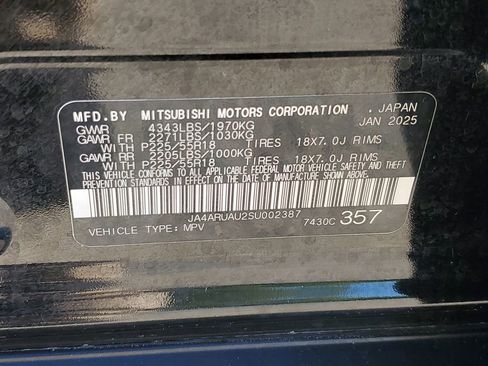 MFD.BY MITSUBISHI MOTORS CORPORATION . JAPAN
JAN 2025
GVWR 4343LBS/1970KG
GAWR FR 2271LBS/1030KG
WITH P225/55R18 TIRES 18X7.0J RIMS
GAWR RR 2205LBS/1000KG
WITH P225/55R18 TIRES 18X7.0J RIMS
THIS VEHICLE CONFORMS TO ALL APPLICABLE FEDERAL MOTOR VEHICLE SAFETY
AND THEFT PREVENTION STANDARDS IN EFFECT ON THE DATE OF MANUFACTURE SHOWN ABOVE.
JA4ARUAU2SU002387
VEHICLE TYPE:MPV 7430C 357